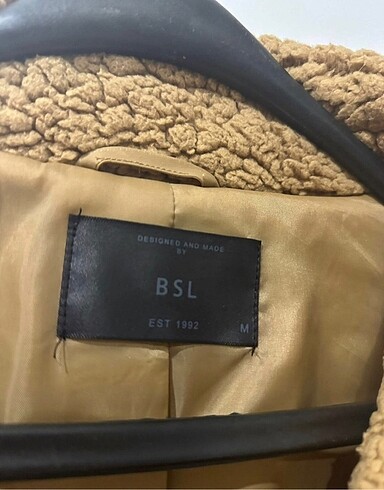 DESIGNED AND MADE
BY
BSL
EST 1992
M